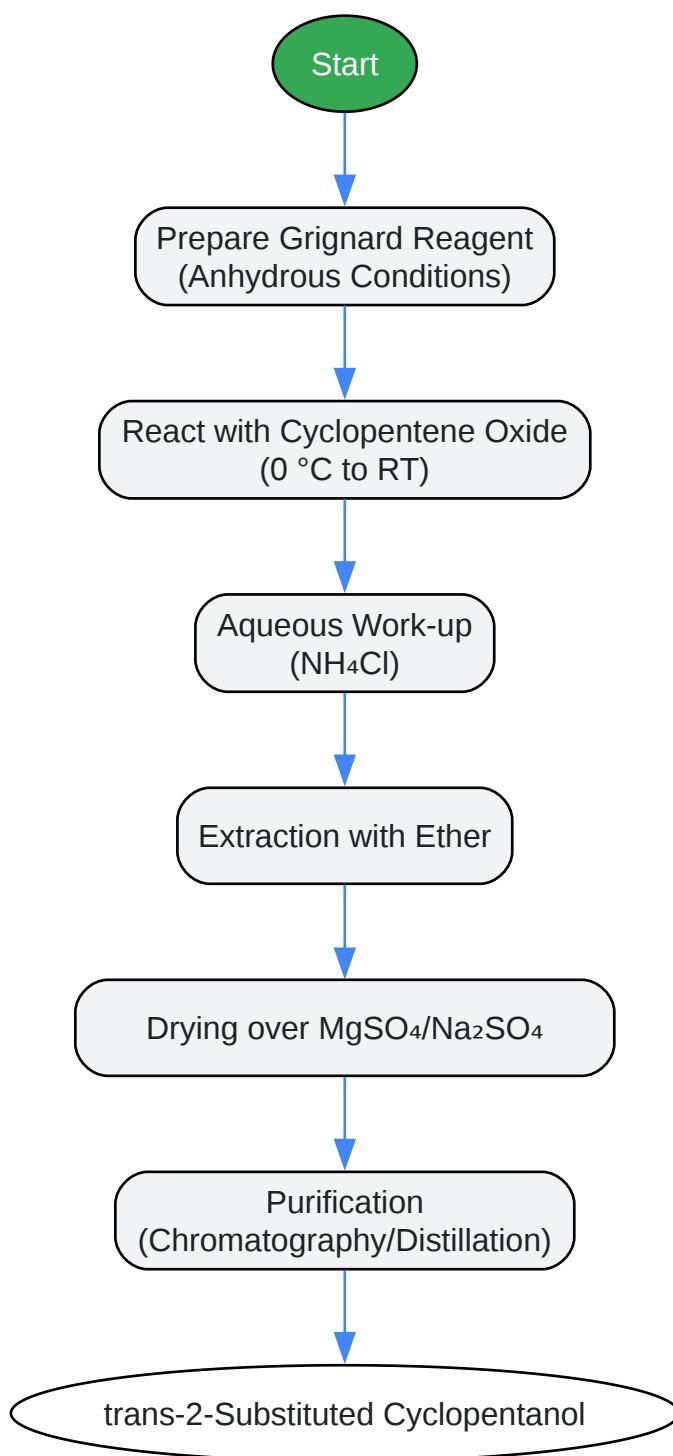 Start
Prepare Grignard Reagent
(Anhydrous Conditions)
React with Cyclopentene Oxide
(0 °C to RT)
Aqueous Work-up
(NH₄Cl)
Extraction with Ether
Drying over MgSO₄/Na₂SO₄
Purification
(Chromatography/Distillation)
trans-2-Substituted Cyclopentanol